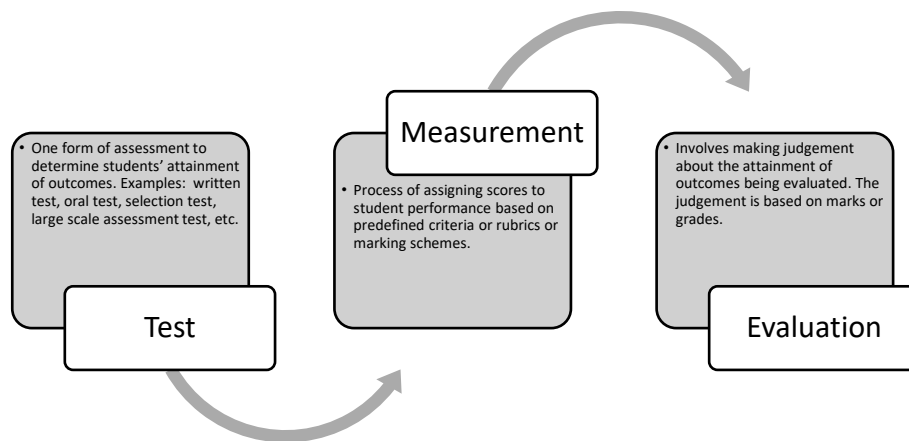 • One form of assessment to
determine students’ attainment
of outcomes. Examples: written
test, oral test, selection test,
large scale assessment test, etc.
Test
Measurement
• Process of assigning scores to
student performance based on
predefined criteria or rubrics or
marking schemes.
• Involves making judgement
about the attainment of
outcomes being evaluated. The
judgement is based on marks or
grades.
Evaluation